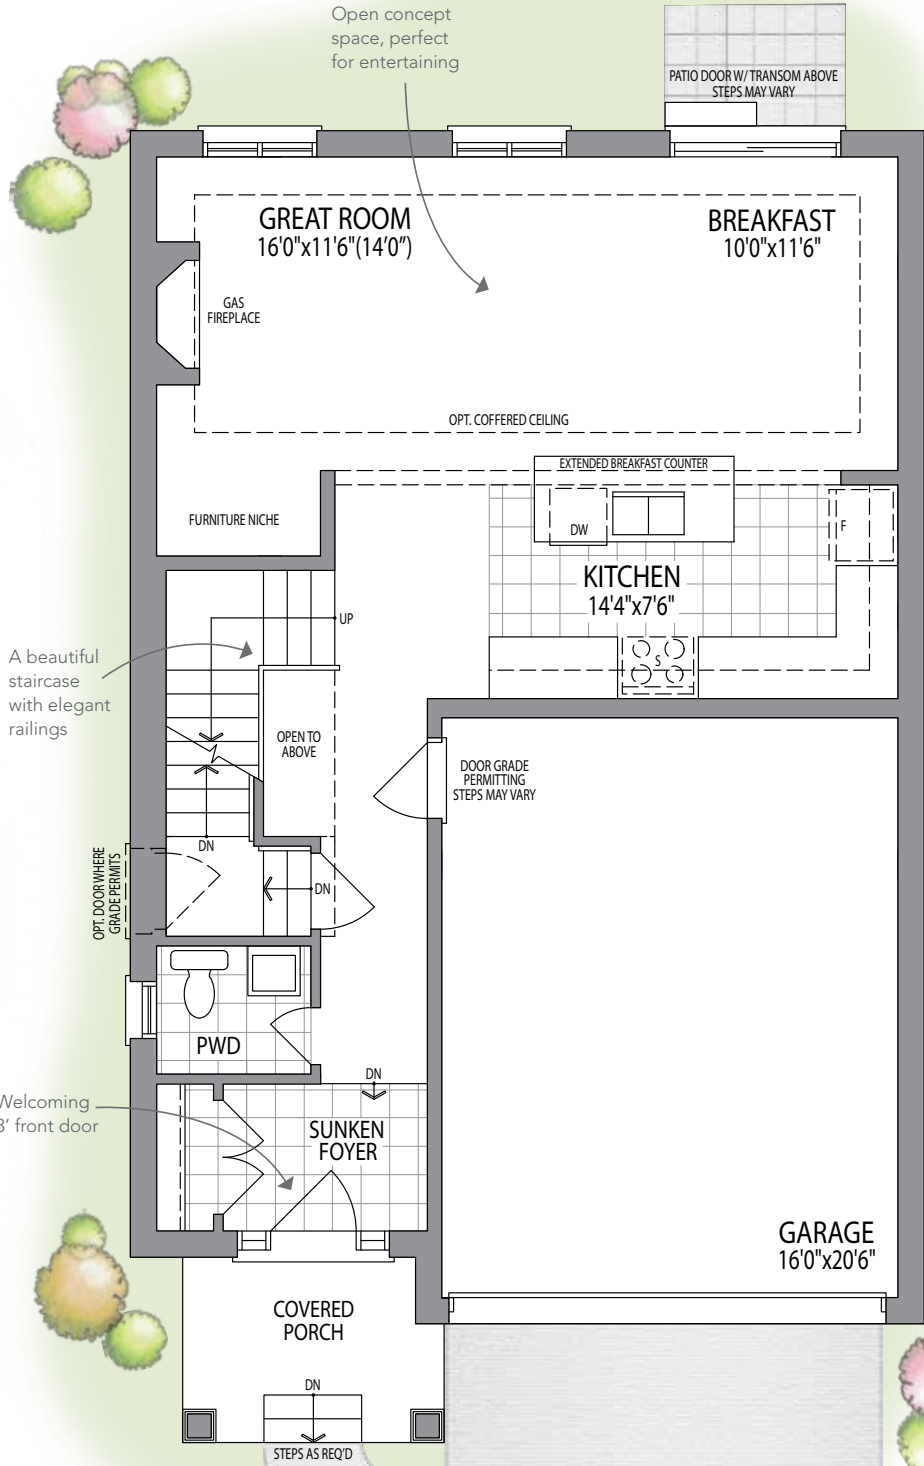 Open concept
space, perfect
for entertaining
PATIO DOOR W/ TRANSOM ABOVE
STEPS MAY VARY
GREAT ROOM
16'0"x11'6"(14'0")
BREAKFAST
10'0"x11'6"
GAS
FIREPLACE
OPT. COFFERED CEILING
EXTENDED BREAKFAST COUNTER
FURNITURE NICHE
DW
F
KITCHEN
14'4"x7'6"
UP
S
A beautiful
staircase
with elegant
railings
OPEN TO
ABOVE
DOOR GRADE
PERMITTING
STEPS MAY VARY
DN
OPT. DOOR WHERE
GRADE PERMITS
DN
PWD
DN
Welcoming
8' front door
SUNKEN
FOYER
GARAGE
16'0"x20'6"
COVERED
PORCH
DN
STEPS AS REQ'D